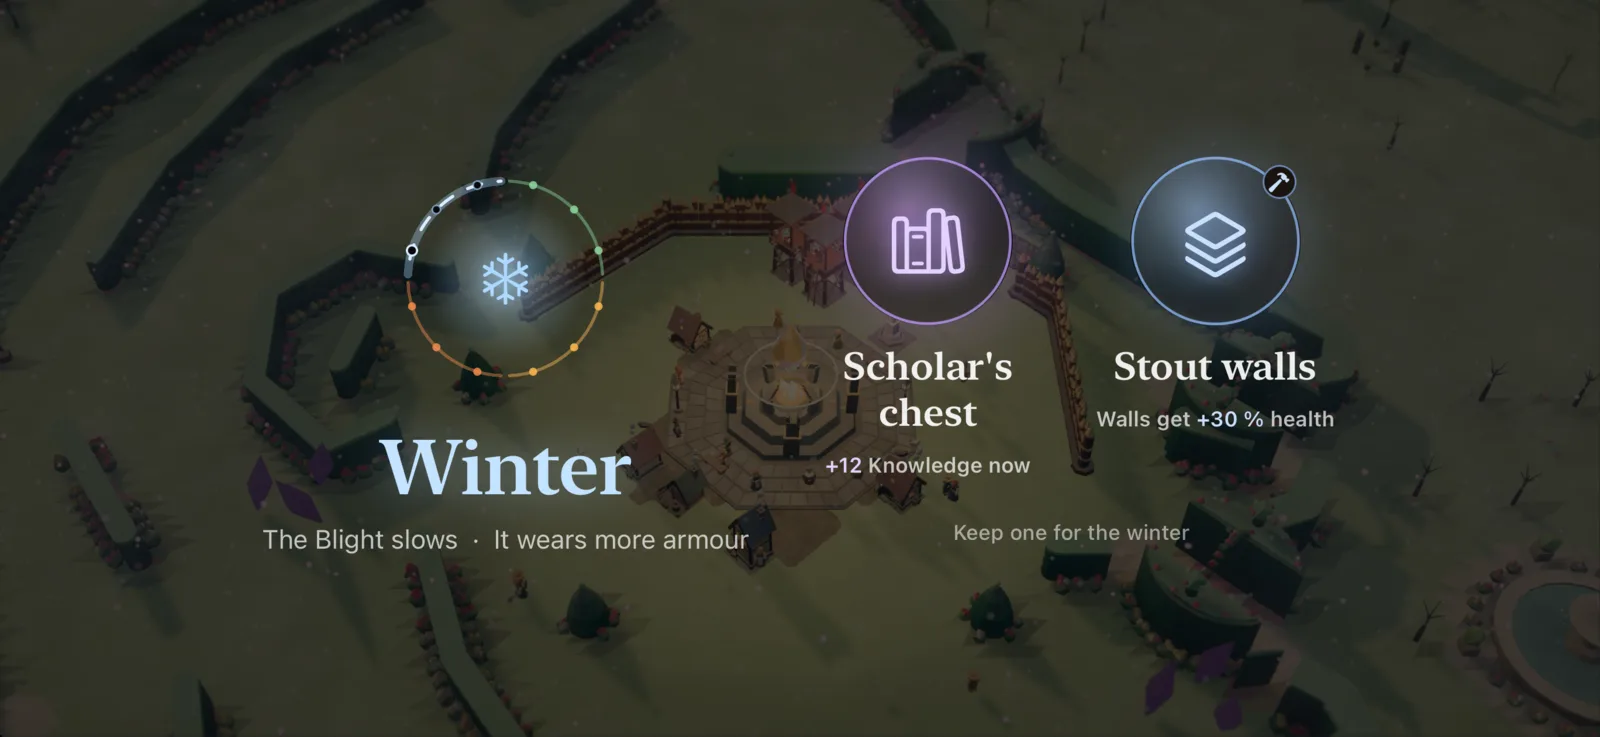 Winter
The Blight slows · It wears more armour
Scholar's
chest
+12 Knowledge now
Stout walls
Walls get +30 % health
Keep one for the winter